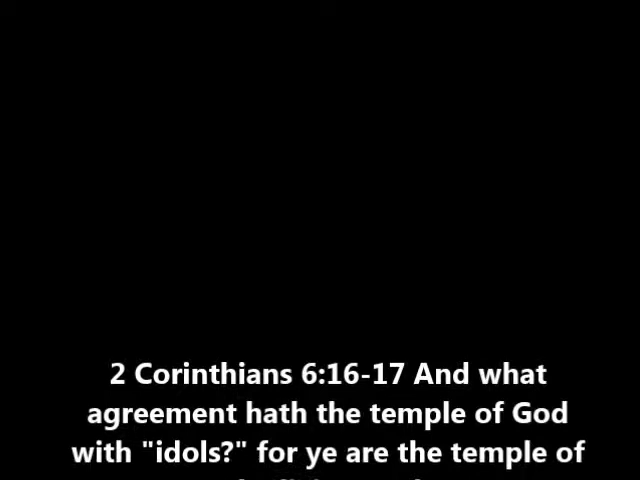 2 Corinthians 6:16-17 And what
agreement hath the temple of God
with "idols?" for ye are the temple of